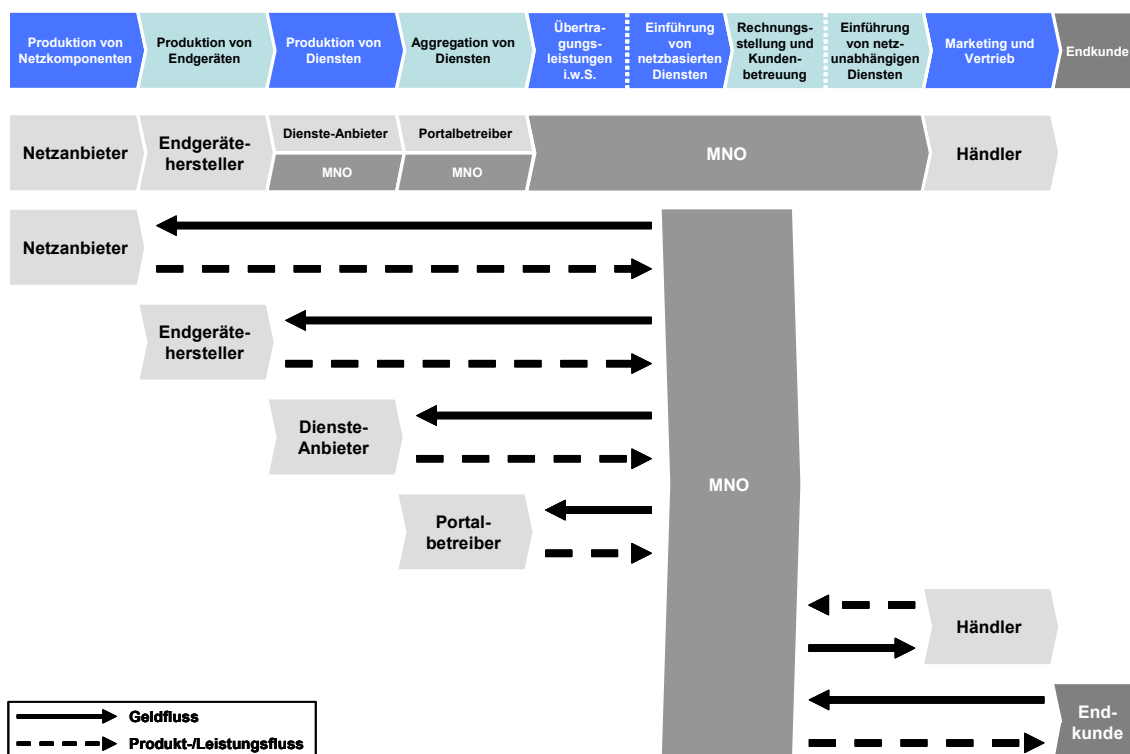 Produktion von
Netzkomponenten
Produktion von
Endgeräten
Produktion von
Diensten
Aggregation von
Diensten
Übertra-
gungs-
leistungen
i.w.S.
Einführung
von
netzbasierten
Diensten
Rechnungs-
stellung und
Kunden-
betreuung
Einführung
von netz-
unabhängigen
Diensten
Marketing und
Vertrieb
Endkunde
Netzanbieter
Endgeräte-
hersteller
Dienste-Anbieter
MNO
Portalbetreiber
MNO
MNO
Händler
Netzanbieter
Endgeräte-
hersteller
Dienste-
Anbieter
Portal-
betreiber
MNO
Händler
End-
kunde
Geldfluss
Produkt-/Leistungsfluss